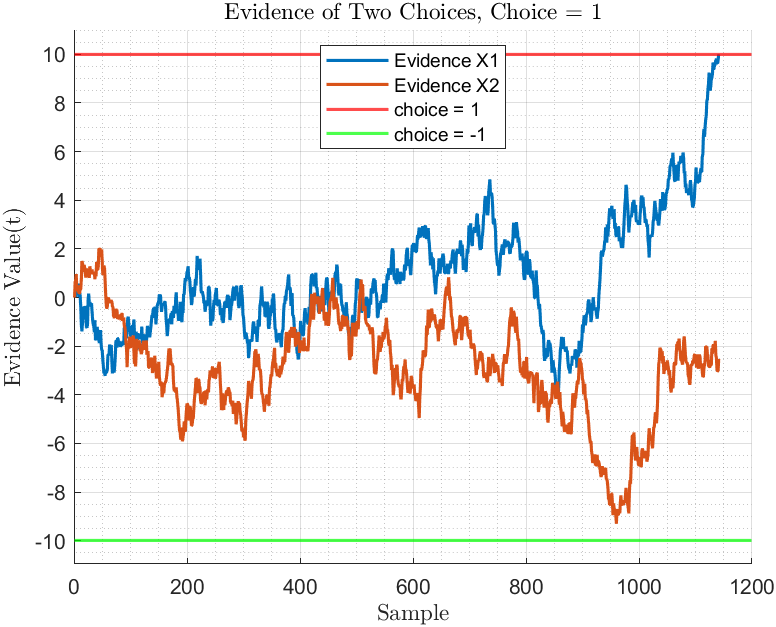 Evidence of Two Choices, Choice = 1
Evidence X1
Evidence X2
choice = 1
choice = -1
Evidence Value(t)
10
8
6
4
2
0
-2
-4
-6
-8
-10
0 200 400 600 800 1000 1200
Sample